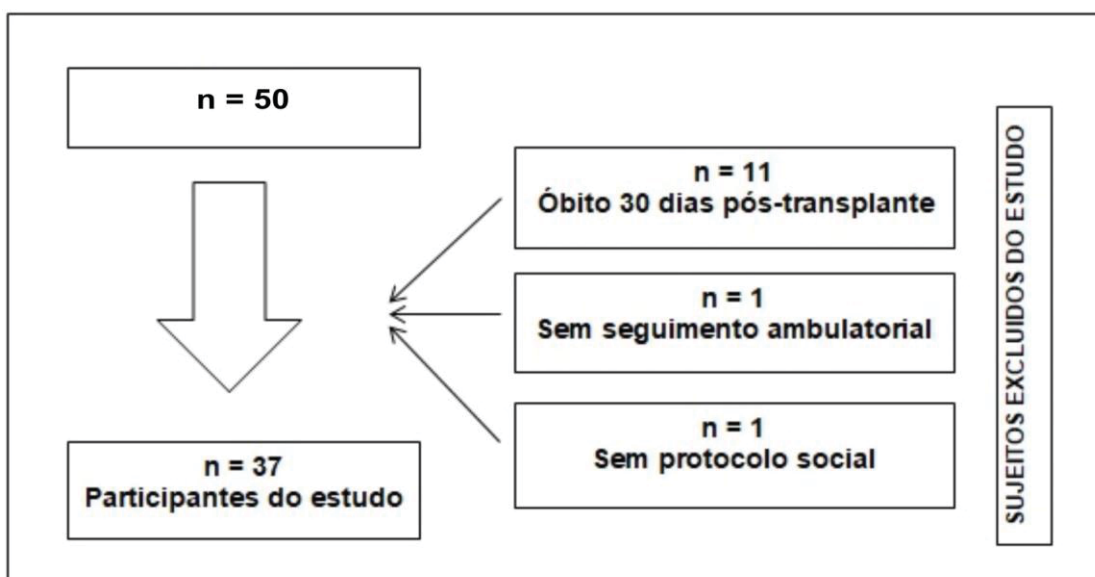 n = 50
n = 11
Óbito 30 dias pós-transplante
n = 1
Sem seguimento ambulatorial
n = 1
Sem protocolo social
n = 37
Participantes do estudo
SUJEITOS EXCLUIDOS DO ESTUDO